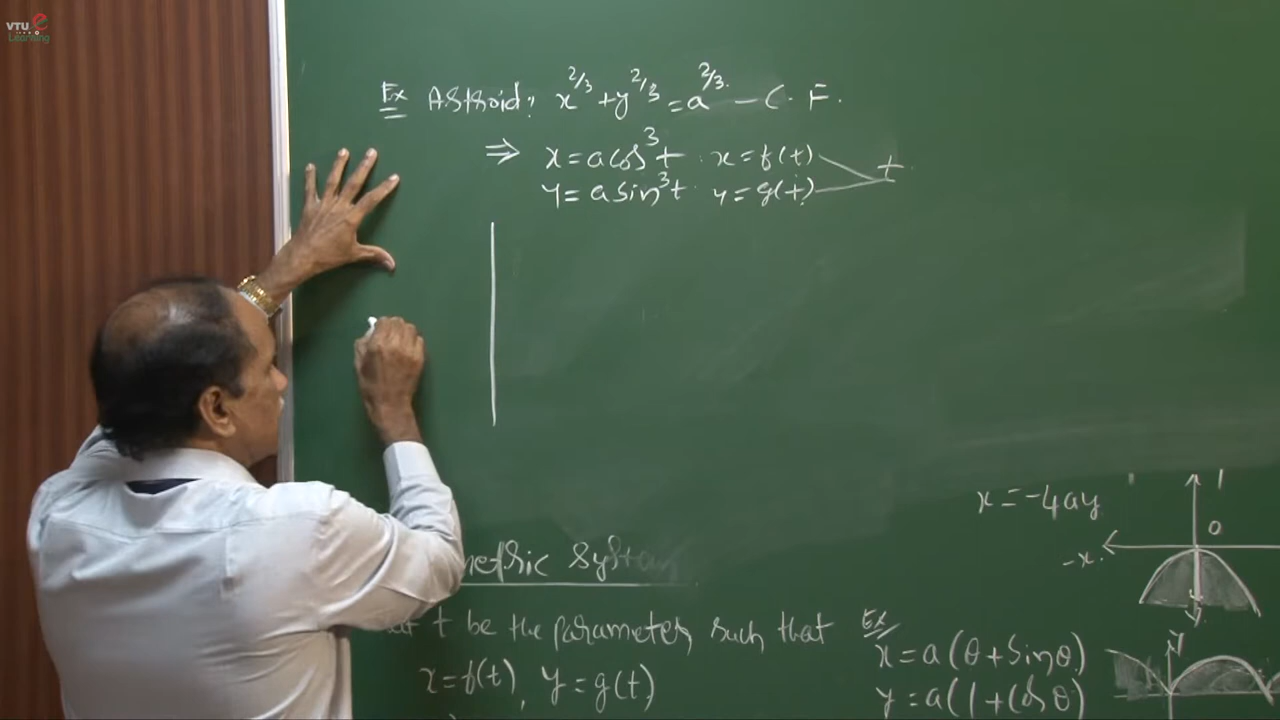 VTU e
Learning
Ex Astroid: x^2/3 + y^2/3 = a^2/3 – C. F.
⇒ x = a cos^3 t x = f(t)
y = a sin^3 t y = g(t) t
x = -4ay
O
-x
metric System
t be the parameter, such that
x = f(t), y = g(t)
Ex
x = a(θ + sin θ)
y = a(1 + cos θ)
y